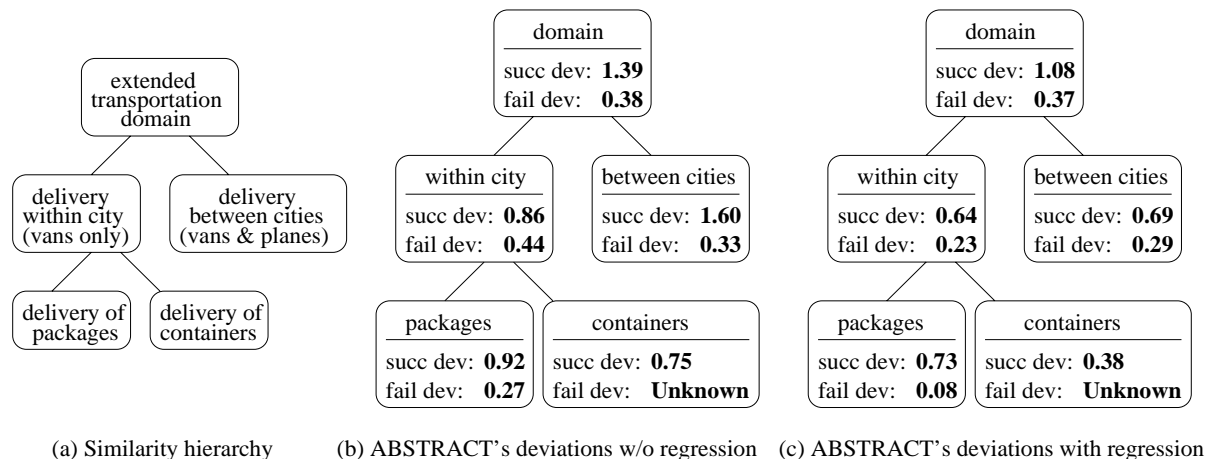 extended
transportation
domain
delivery
within city
(vans only)
delivery
between cities
(vans & planes)
delivery of
packages
delivery of
containers
(a) Similarity hierarchy
domain
succ dev: 1.39
fail dev: 0.38
within city
succ dev: 0.86
fail dev: 0.44
between cities
succ dev: 1.60
fail dev: 0.33
packages
succ dev: 0.92
fail dev: 0.27
containers
succ dev: 0.75
fail dev: Unknown
(b) ABSTRACT's deviations w/o regression
domain
succ dev: 1.08
fail dev: 0.37
within city
succ dev: 0.64
fail dev: 0.23
between cities
succ dev: 0.69
fail dev: 0.29
packages
succ dev: 0.73
fail dev: 0.08
containers
succ dev: 0.38
fail dev: Unknown
(c) ABSTRACT's deviations with regression